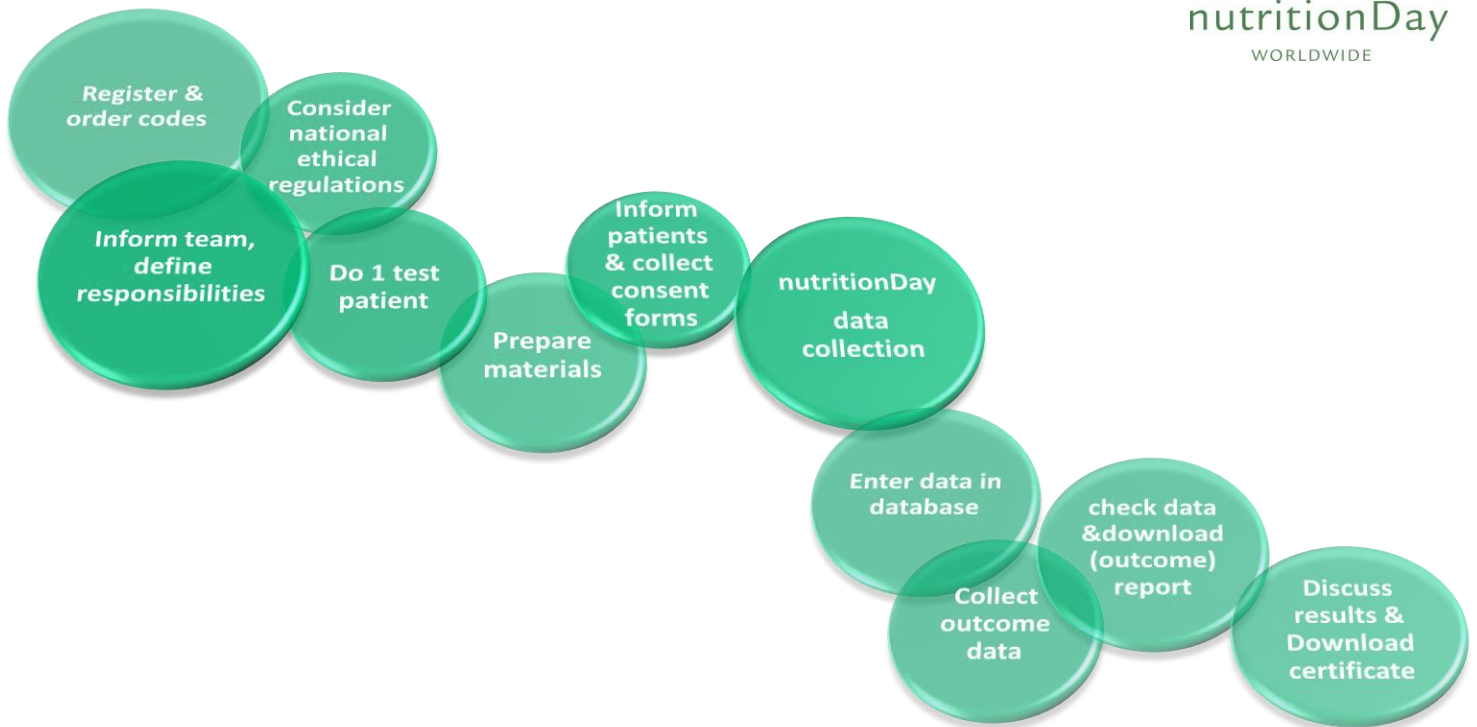 nutritionDay
WORLDWIDE
Register &
order codes
Consider
national
ethical
regulations
Inform team,
define
responsibilities
Do 1 test
patient
Prepare
materials
Inform
patients
& collect
consent
forms
nutritionDay
data
collection
Enter data in
database
Collect
outcome
data
check data
&download
(outcome)
report
Discuss
results &
Download
certificate